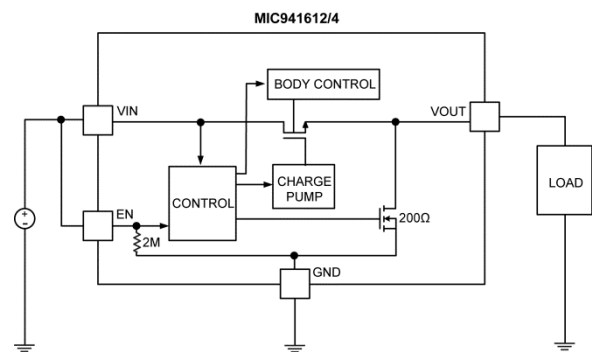 MIC941612/4
BODY CONTROL
VIN
VOUT
CONTROL
CHARGE
PUMP
LOAD
EN
200Ω
2M
GND